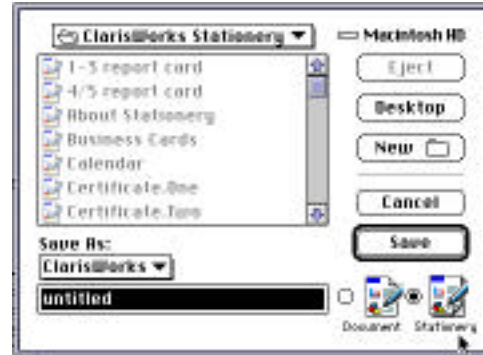 ClarisWorks Stationery
Macintosh HD
1-3 report card
4/5 report card
About Stationery
Business Cards
Calendar
Certificate.One
Certificate.Two
Eject
Desktop
New
Cancel
Save
Save As:
ClarisWorks
untitled
Document
Stationery